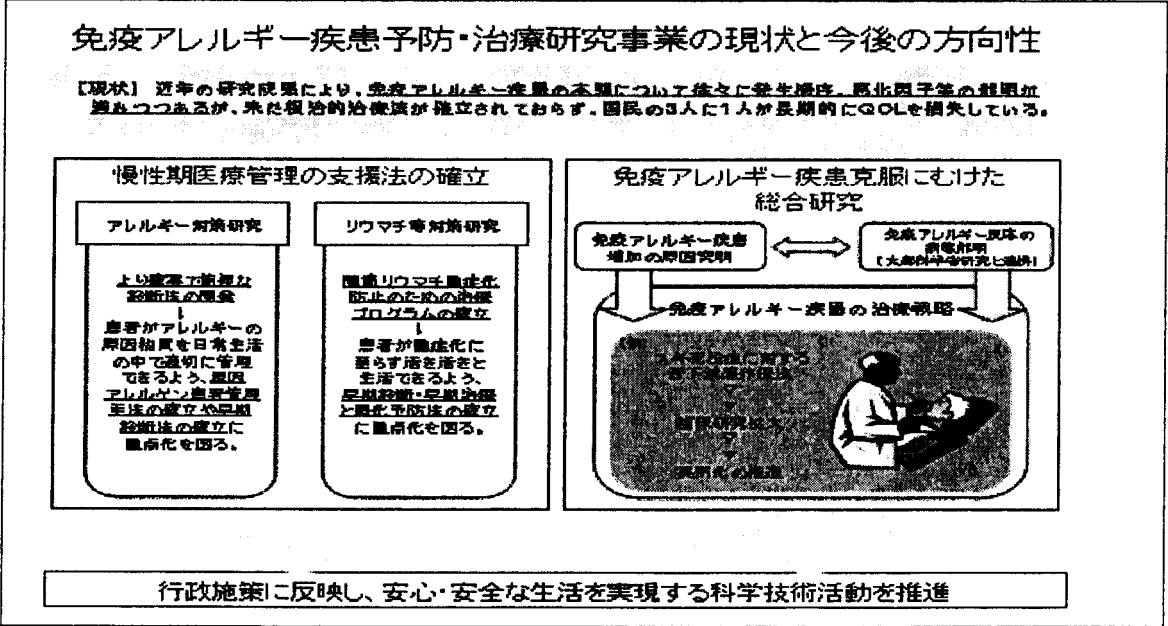 免疫アレルギー疾患予防・治療研究事業の現状と今後の方向性
【現状】 近年の研究成果により、免疫アレルギー疾患の本態について徐々に発生機序、悪化因子等の解明が
進みつつあるが、未だ根治的治療法が確立されておらず、国民の3人に1人が長期的にQOLを損失している。
慢性期医療管理の支援法の確立
アレルギー対策研究
より確実で簡便な
診断法の開発
↓
患者がアレルギーの
原因物質を日常生活
の中で適切に管理
できるよう、原因
アレルゲン患者管理
手法の確立や早期
診断法の確立に
重点化を図る。
リウマチ等対策研究
関節リウマチ重症化
防止のための治療
プログラムの確立
↓
患者が重症化に
至らず活き活きと
生活できるよう、
早期診断・早期治療
と悪化予防法の確立
に重点化を図る。
免疫アレルギー疾患克服にむけた
総合研究
免疫アレルギー疾患
増加の原因究明
免疫アレルギー疾患の
病態解明
免疫アレルギー疾患の治療戦略
臨床研究拡大
実用化の推進
行政施策に反映し、安心・安全な生活を実現する科学技術活動を推進